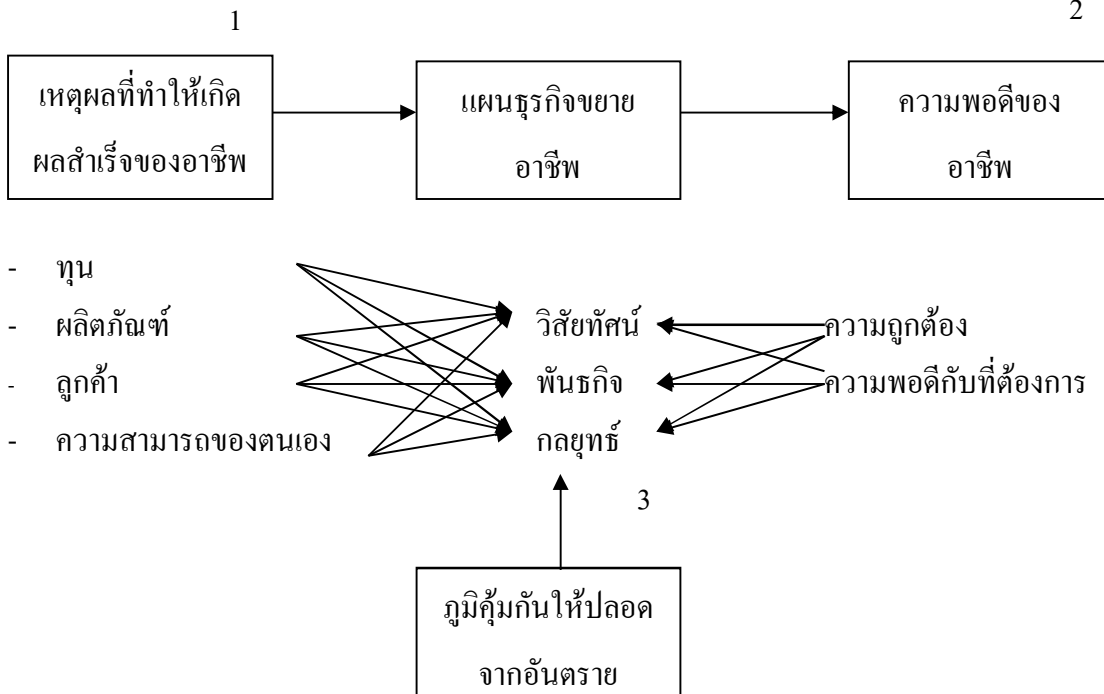 1
2
เหตุผลที่ทำให้เกิด
ผลสำเร็จของอาชีพ
แผนธุรกิจขยาย
อาชีพ
ความพอดีของ
อาชีพ
- ทุน
- ผลิตภัณฑ์
- ลูกค้า
- ความสามารถของตนเอง
วิสัยทัศน์
พันธกิจ
กลยุทธ์
ความถูกต้อง
ความพอดีกับที่ต้องการ
3
ภูมิคุ้มกันให้ปลอด
จากอันตราย